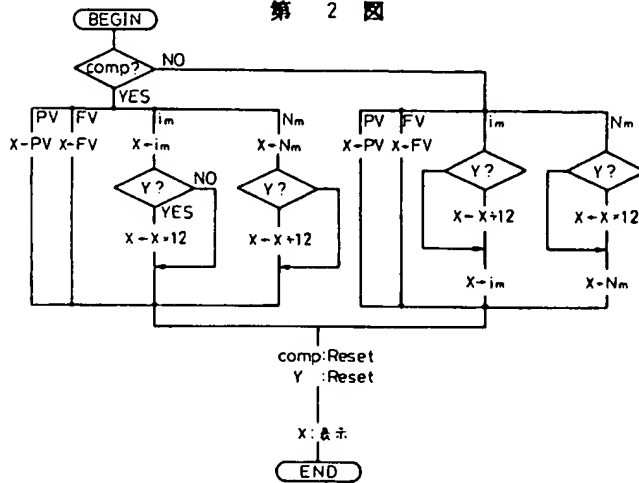 第 2 図
BEGIN
comp?
NO
YES
PV
FV
im
Nm
X←PV
X←FV
X←im
X←Nm
Y?
NO
YES
X←X×12
Y?
X←X÷12
PV
FV
im
Nm
X→PV
X→FV
Y?
X←X÷12
X→im
Y?
X←X×12
X→Nm
comp:Reset
Y :Reset
X:表示
END